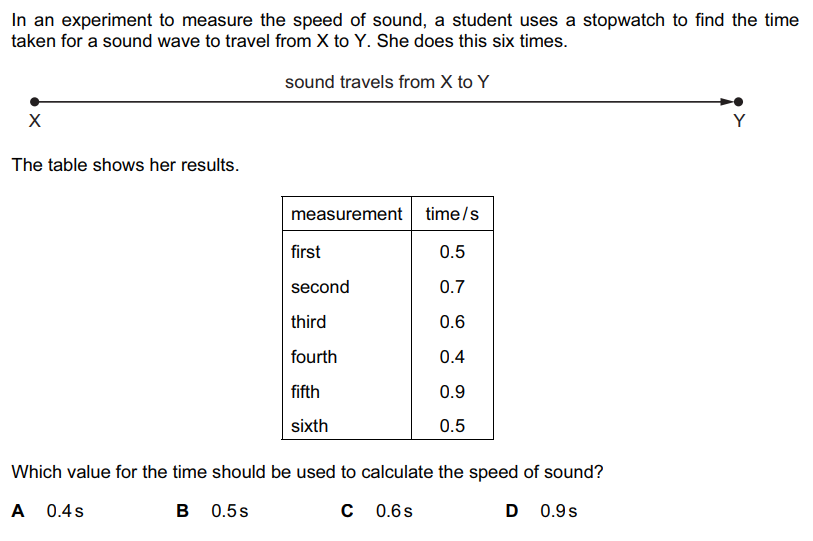 In an experiment to measure the speed of sound, a student uses a stopwatch to find the time
taken for a sound wave to travel from X to Y. She does this six times.
sound travels from X to Y
X Y
The table shows her results.
measurement time / s
first 0.5
second 0.7
third 0.6
fourth 0.4
fifth 0.9
sixth 0.5
Which value for the time should be used to calculate the speed of sound?
A 0.4 s B 0.5 s C 0.6 s D 0.9 s